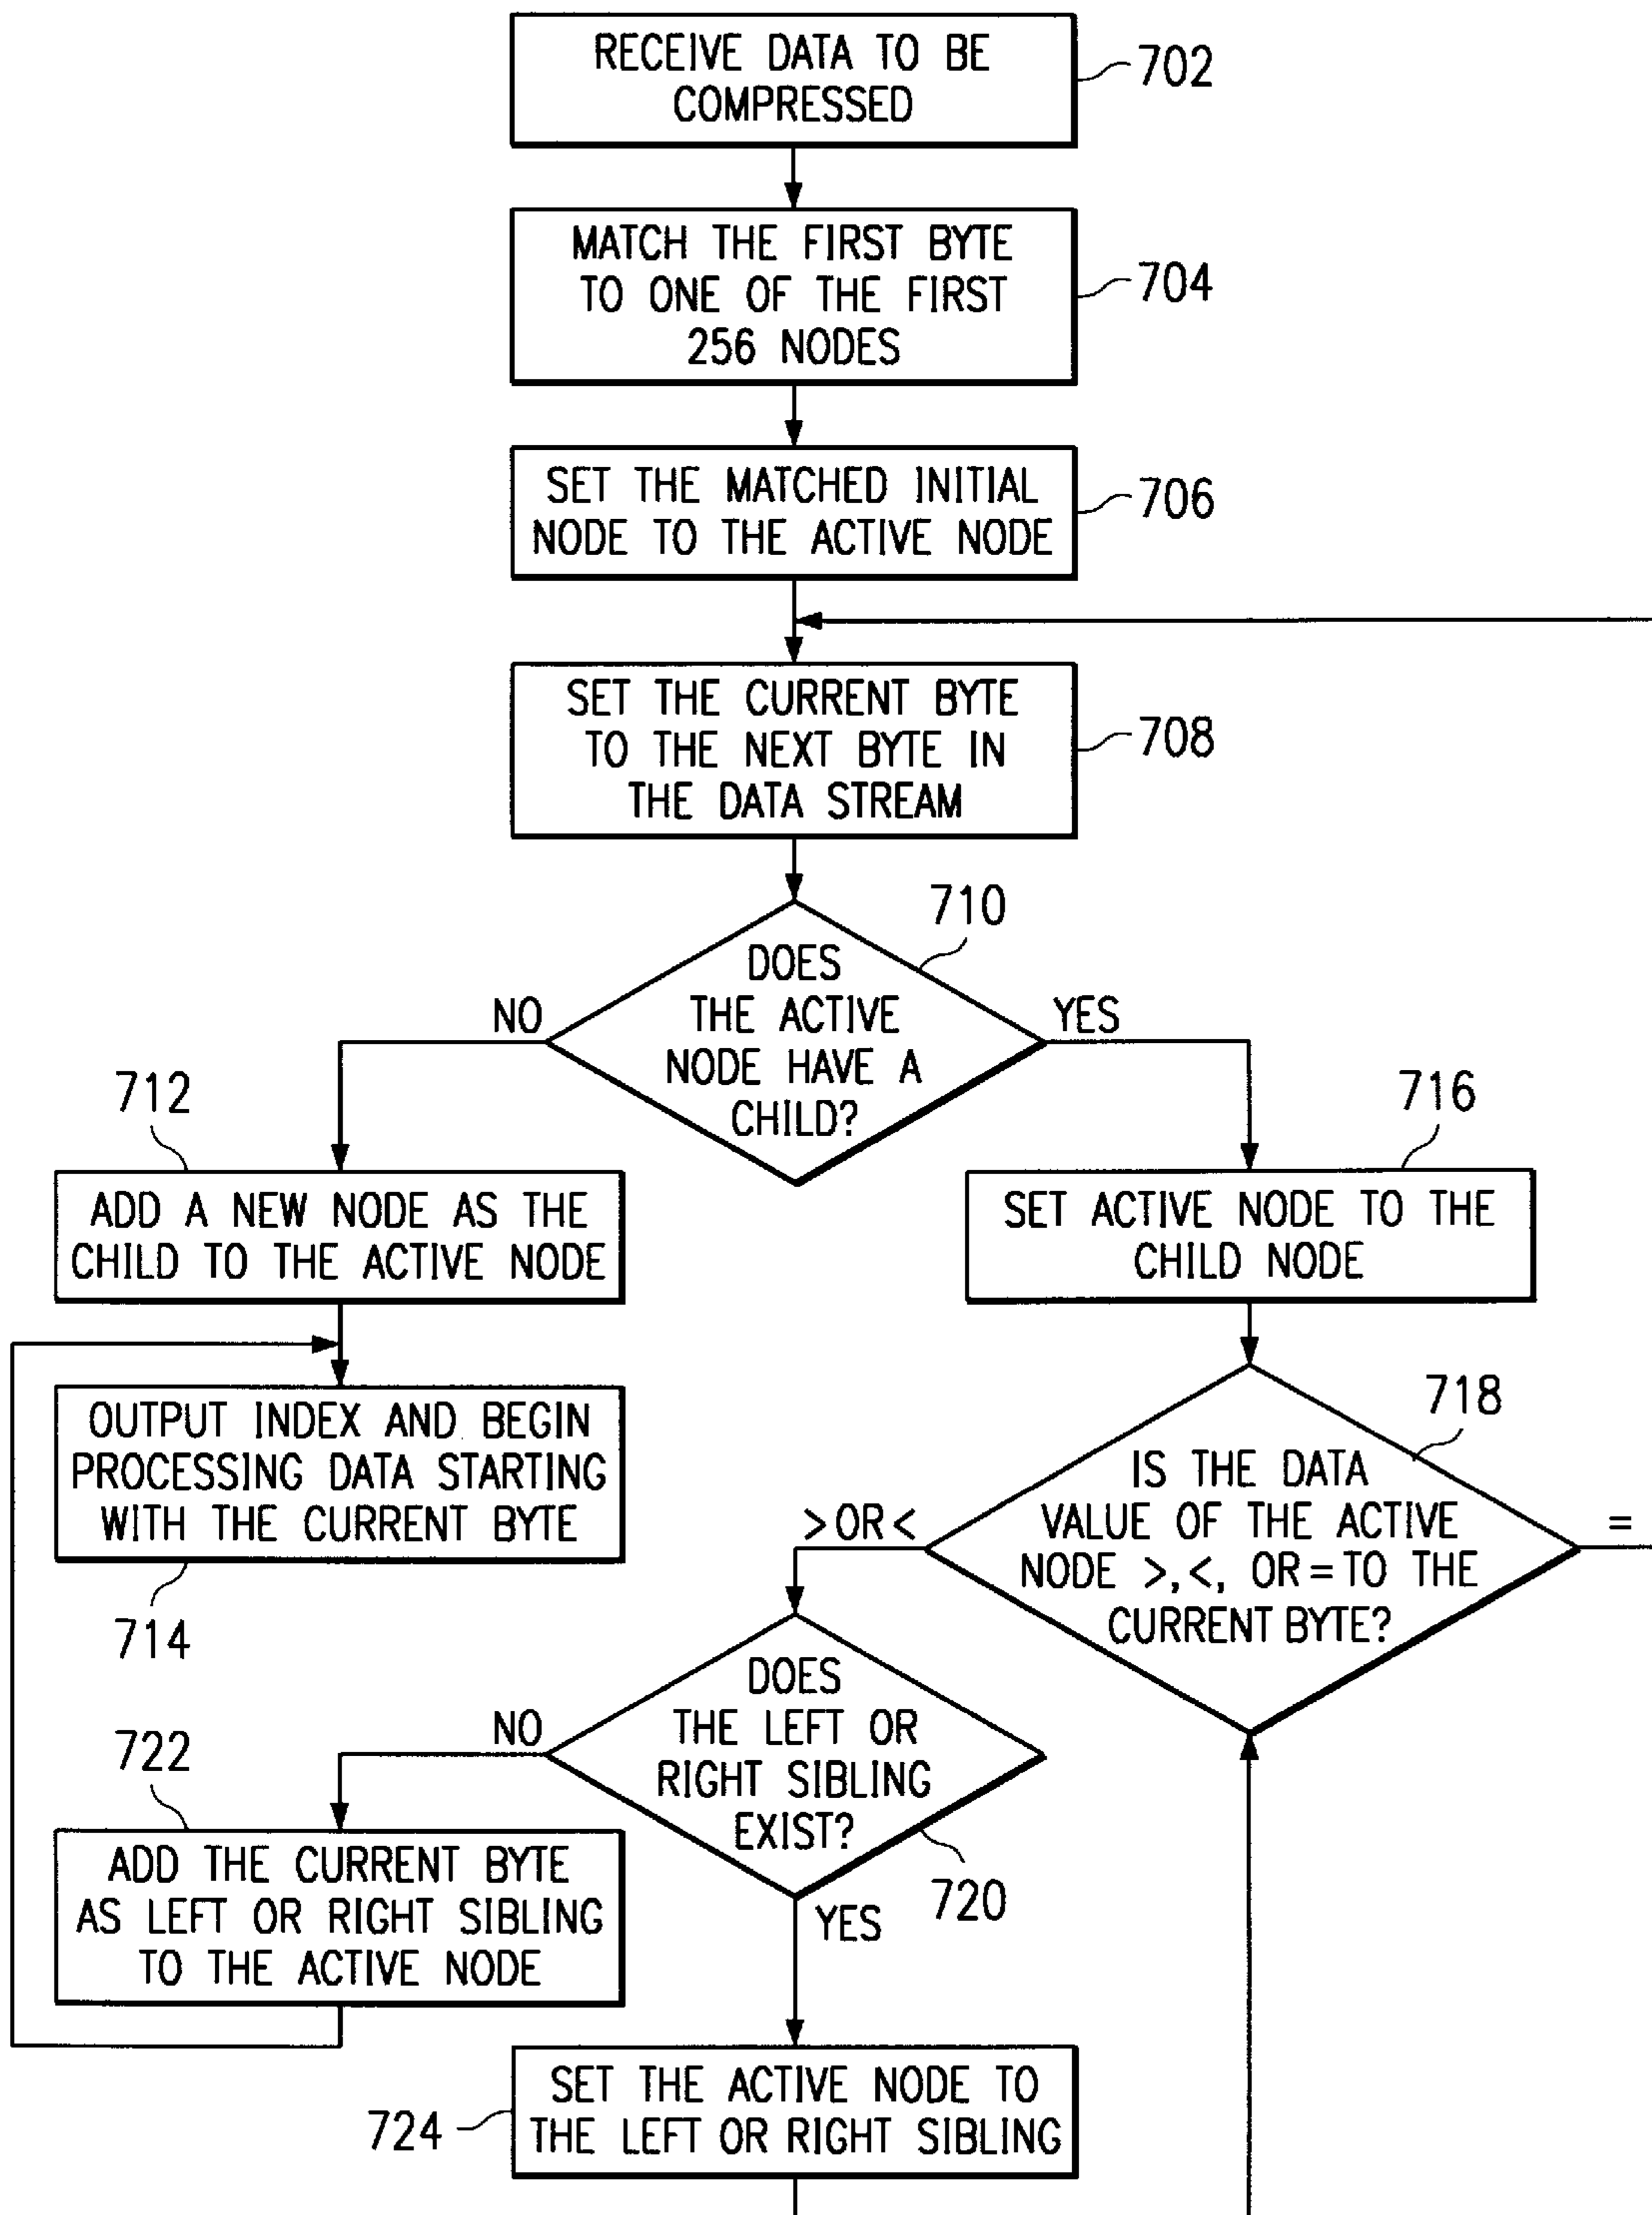 RECEIVE DATA TO BE
COMPRESSED
702
MATCH THE FIRST BYTE
TO ONE OF THE FIRST
256 NODES
704
SET THE MATCHED INITIAL
NODE TO THE ACTIVE NODE
706
SET THE CURRENT BYTE
TO THE NEXT BYTE IN
THE DATA STREAM
708
710
DOES
THE ACTIVE
NODE HAVE A
CHILD?
NO
YES
712
ADD A NEW NODE AS THE
CHILD TO THE ACTIVE NODE
716
SET ACTIVE NODE TO THE
CHILD NODE
OUTPUT INDEX AND BEGIN
PROCESSING DATA STARTING
WITH THE CURRENT BYTE
714
718
IS THE DATA
VALUE OF THE ACTIVE
NODE >,<, OR = TO THE
CURRENT BYTE?
> OR <
=
DOES
THE LEFT OR
RIGHT SIBLING
EXIST?
NO
720
YES
722
ADD THE CURRENT BYTE
AS LEFT OR RIGHT SIBLING
TO THE ACTIVE NODE
SET THE ACTIVE NODE TO
THE LEFT OR RIGHT SIBLING
724